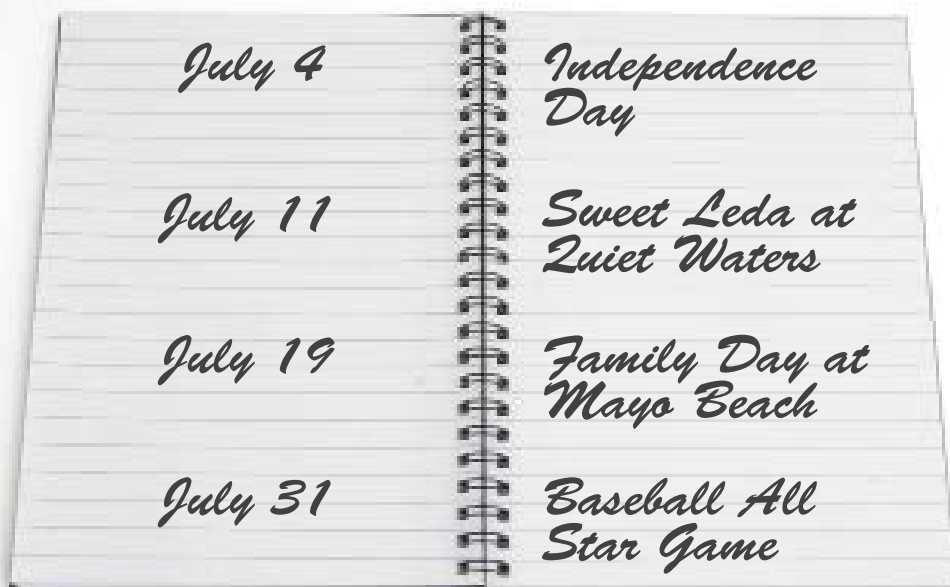 July 4
Independence
Day
July 11
Sweet Leda at
Quiet Waters
July 19
Family Day at
Mayo Beach
July 31
Baseball All
Star Game